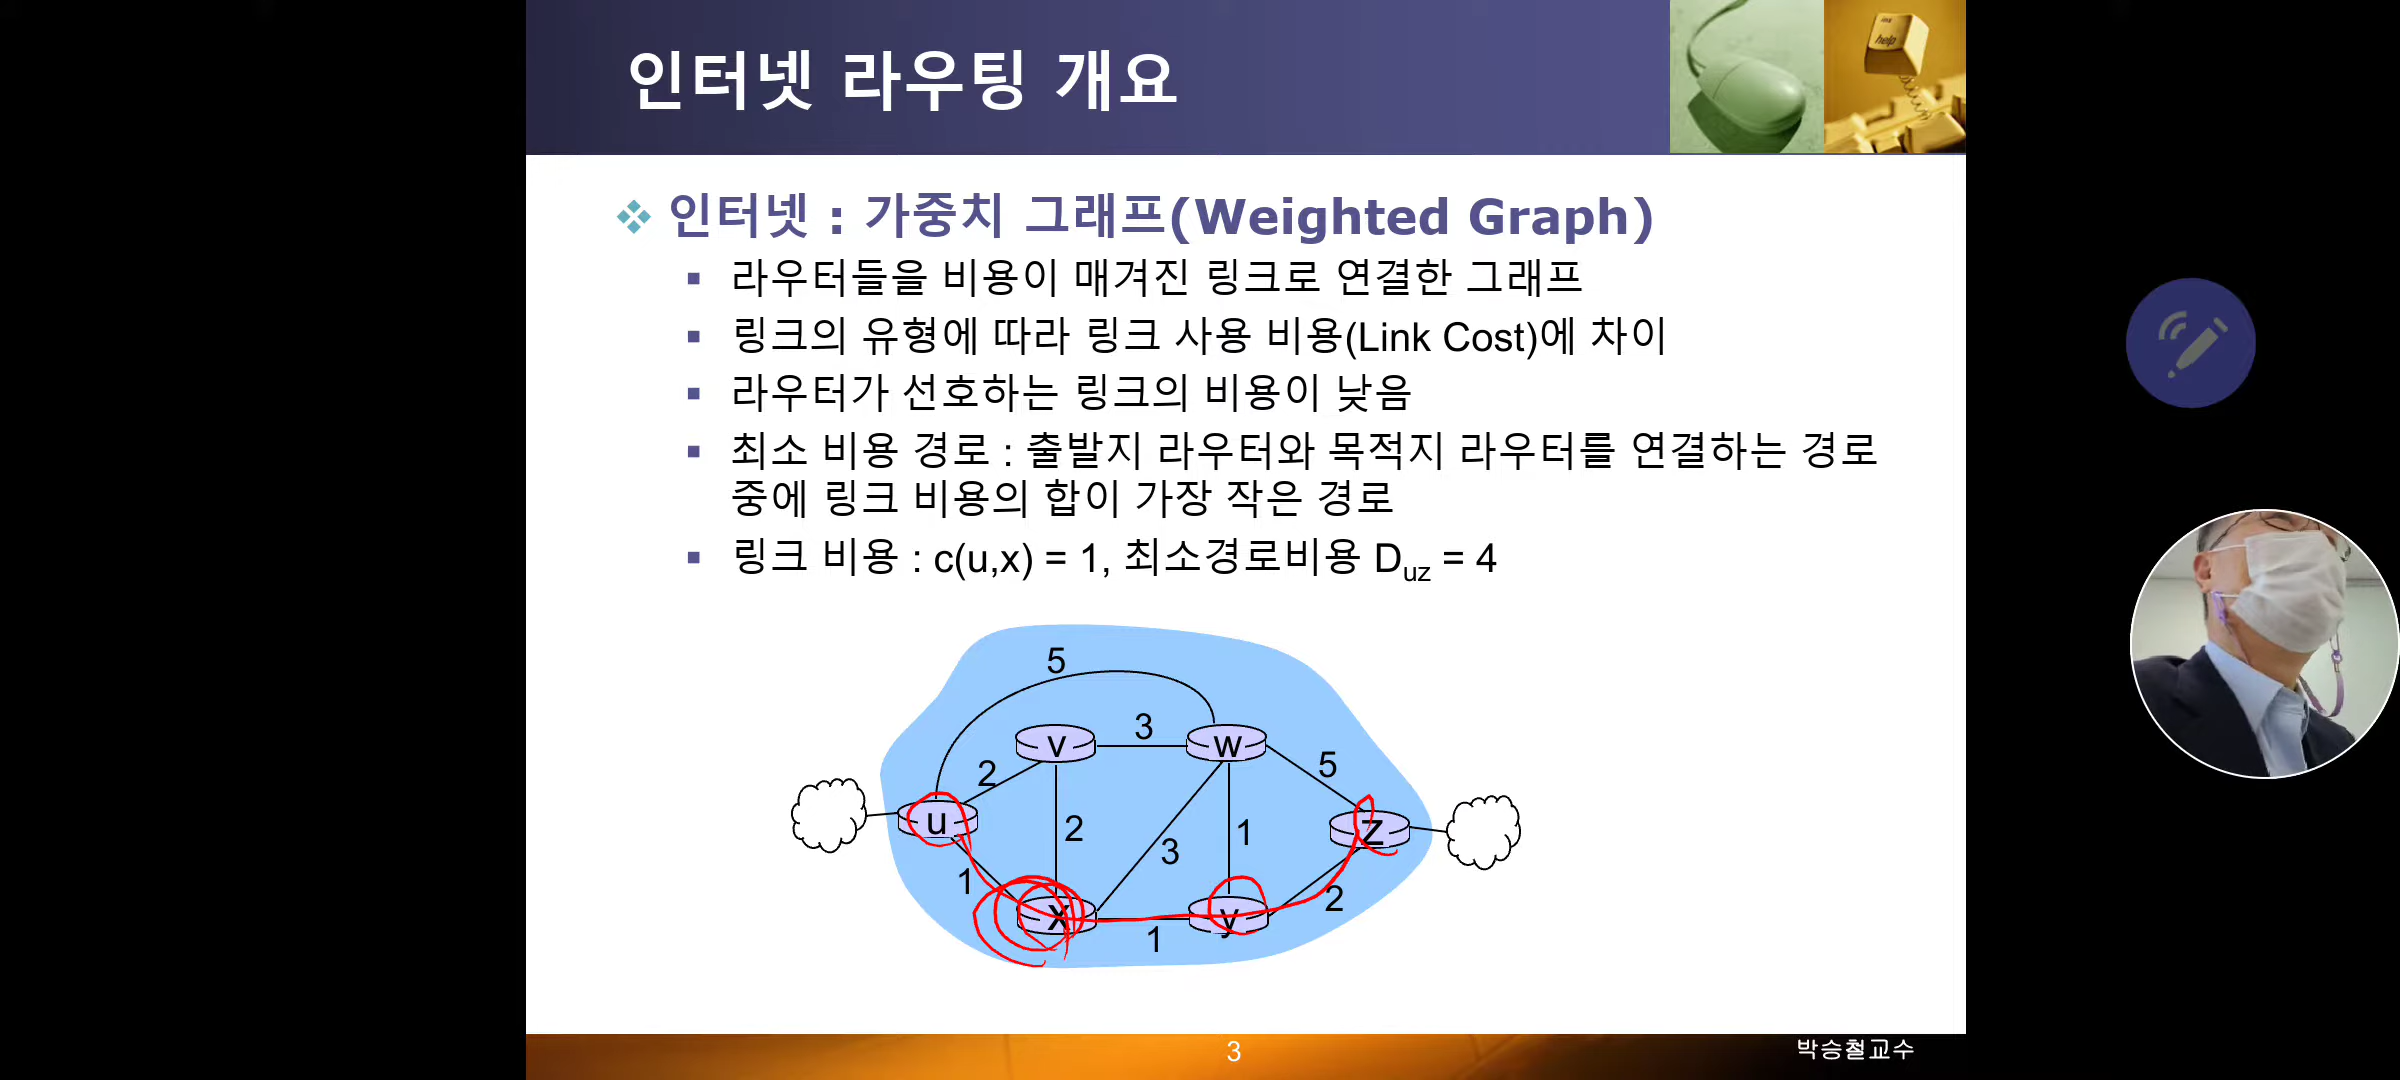 인터넷 라우팅 개요
help
인터넷 : 가중치 그래프(Weighted Graph)
라우터들을 비용이 매겨진 링크로 연결한 그래프
링크의 유형에 따라 링크 사용 비용(Link Cost)에 차이
라우터가 선호하는 링크의 비용이 낮음
최소 비용 경로 : 출발지 라우터와 목적지 라우터를 연결하는 경로
중에 링크 비용의 합이 가장 작은 경로
링크 비용 : c(u,x) = 1, 최소경로비용 Duz = 4
5
v 3 w
2 5
u 2 3 1 z
1 2
x 1 y
3
박승철교수